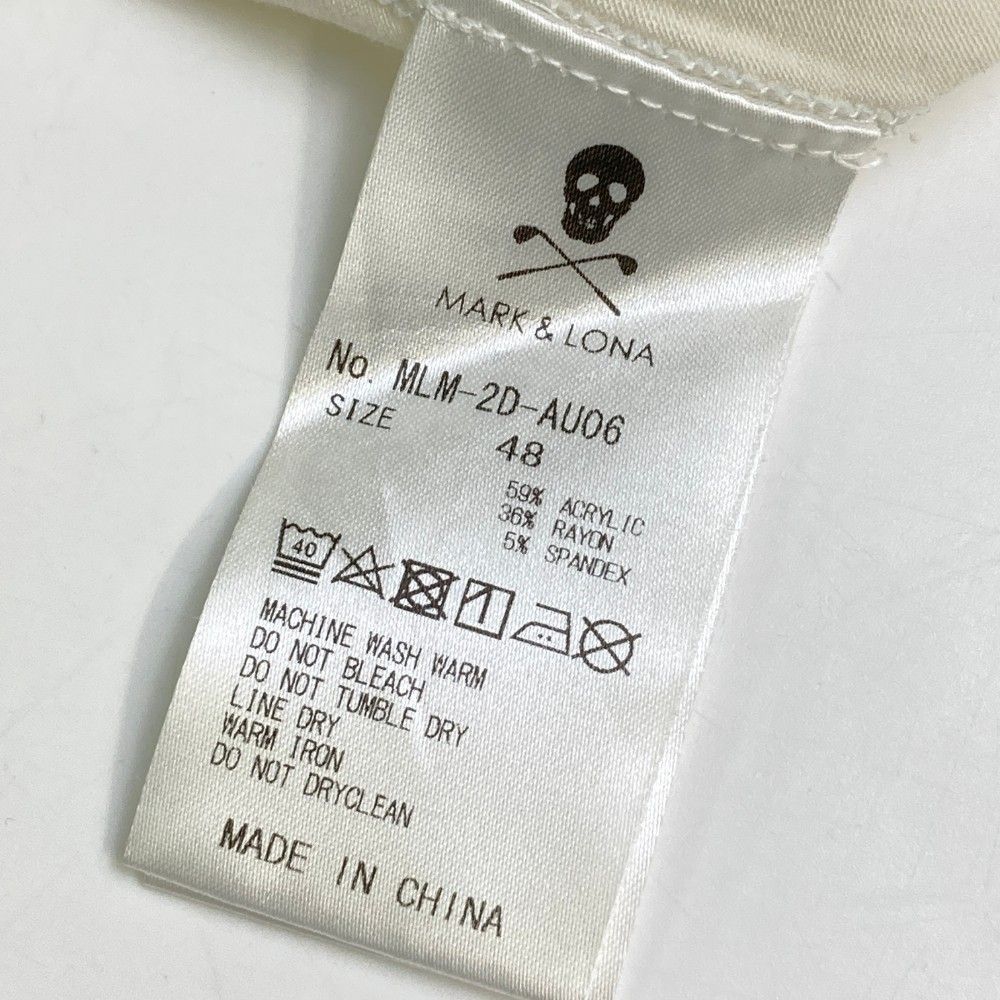 MARK & LONA
No. MLM-2D-AU06
SIZE 48
59% ACRYLIC
36% RAYON
5% SPANDEX
40
MACHINE WASH WARM
DO NOT BLEACH
DO NOT TUMBLE DRY
LINE DRY
WARM IRON
DO NOT DRYCLEAN
MADE IN CHINA